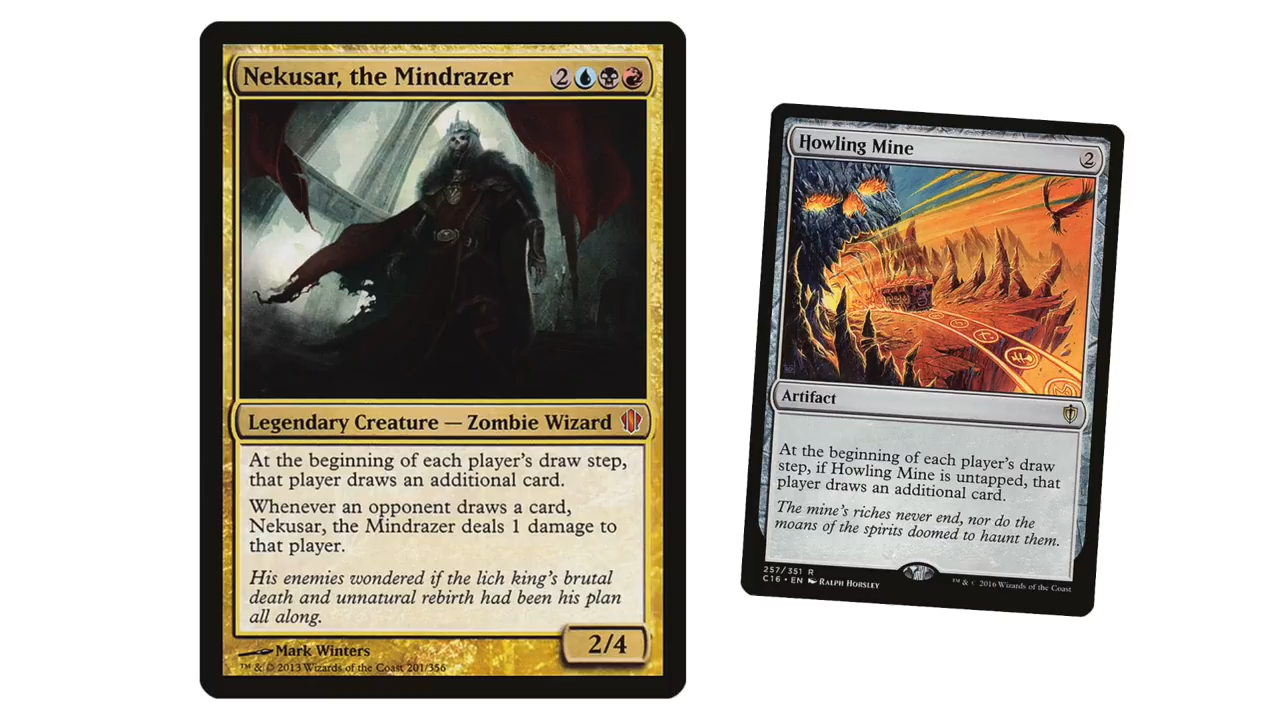 Nekusar, the Mindrazer 2
Legendary Creature — Zombie Wizard
At the beginning of each player's draw step,
that player draws an additional card.
Whenever an opponent draws a card,
Nekusar, the Mindrazer deals 1 damage to
that player.
His enemies wondered if the lich king's brutal
death and unnatural rebirth had been his plan
all along.
2/4
Mark Winters
™ & © 2013 Wizards of the Coast 201/356
Howling Mine 2
Artifact
At the beginning of each player's draw
step, if Howling Mine is untapped, that
player draws an additional card.
The mine's riches never end, nor do the
moans of the spirits doomed to haunt them.
257/351 R
C16 • EN Ralph Horsley
™ & © 2016 Wizards of the Coast